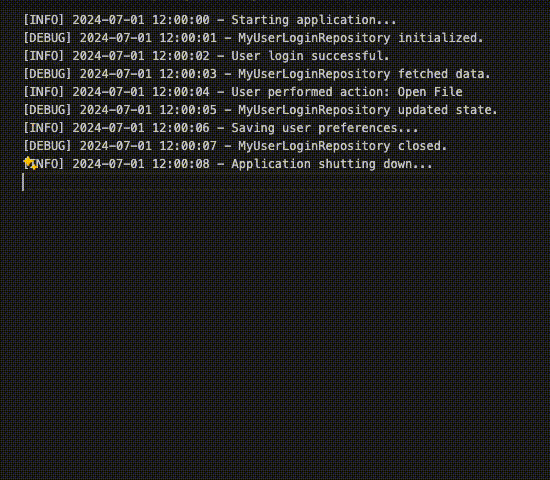 [INFO] 2024-07-01 12:00:00 - Starting application...
[DEBUG] 2024-07-01 12:00:01 - MyUserLoginRepository initialized.
[INFO] 2024-07-01 12:00:02 - User login successful.
[DEBUG] 2024-07-01 12:00:03 - MyUserLoginRepository fetched data.
[INFO] 2024-07-01 12:00:04 - User performed action: Open File
[DEBUG] 2024-07-01 12:00:05 - MyUserLoginRepository updated state.
[INFO] 2024-07-01 12:00:06 - Saving user preferences...
[DEBUG] 2024-07-01 12:00:07 - MyUserLoginRepository closed.
[INFO] 2024-07-01 12:00:08 - Application shutting down...